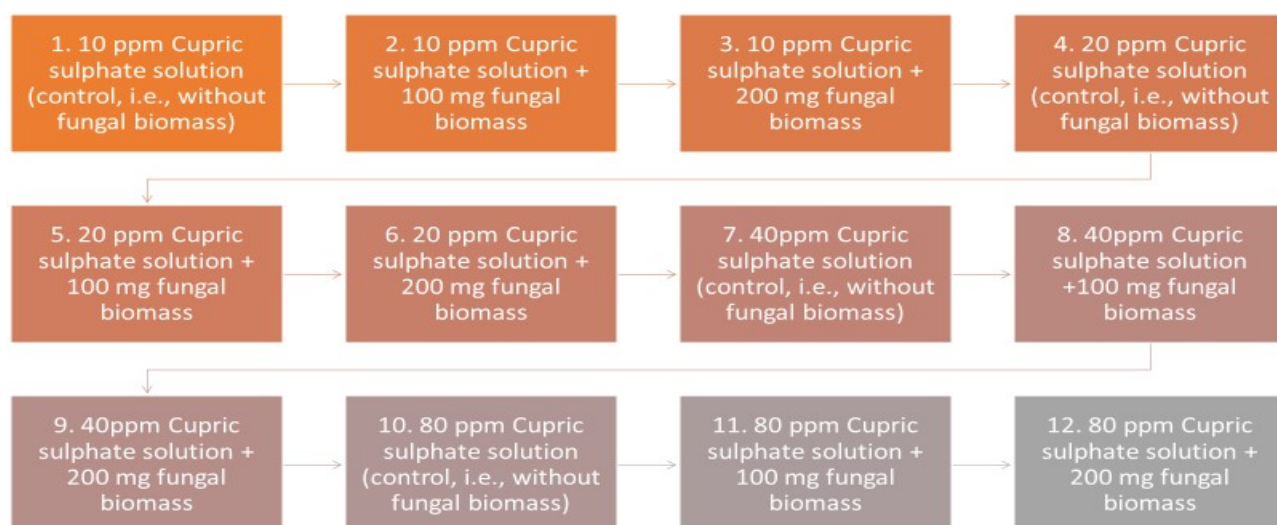 1. 10 ppm Cupric
sulphate solution
(control, i.e., without
fungal biomass)
2. 10 ppm Cupric
sulphate solution +
100 mg fungal
biomass
3. 10 ppm Cupric
sulphate solution +
200 mg fungal
biomass
4. 20 ppm Cupric
sulphate solution
(control, i.e., without
fungal biomass)
5. 20 ppm Cupric
sulphate solution +
100 mg fungal
biomass
6. 20 ppm Cupric
sulphate solution +
200 mg fungal
biomass
7. 40ppm Cupric
sulphate solution
(control, i.e., without
fungal biomass)
8. 40ppm Cupric
sulphate solution
+100 mg fungal
biomass
9. 40ppm Cupric
sulphate solution +
200 mg fungal
biomass
10. 80 ppm Cupric
sulphate solution
(control, i.e., without
fungal biomass)
11. 80 ppm Cupric
sulphate solution +
100 mg fungal
biomass
12. 80 ppm Cupric
sulphate solution +
200 mg fungal
biomass